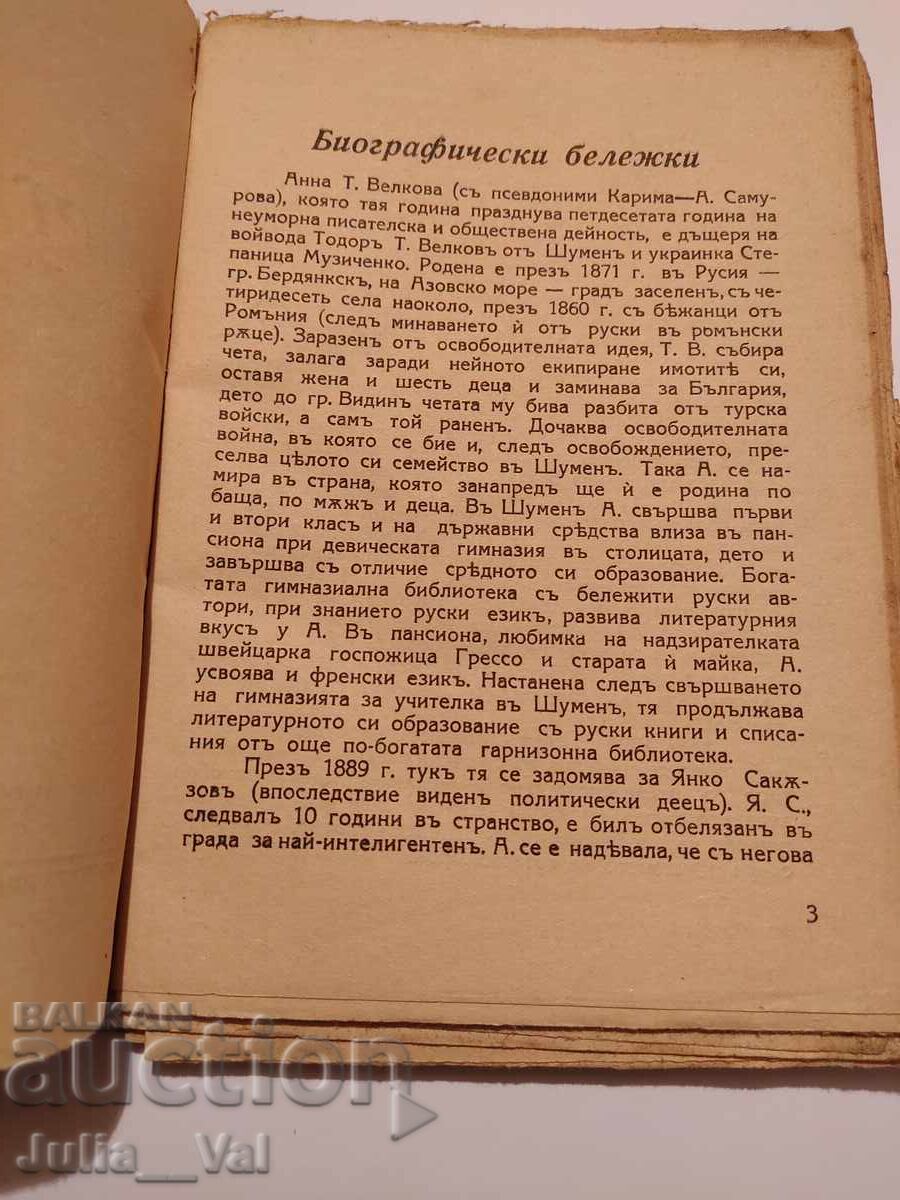 Биографически бележки
Анна Т. Велкова (съ псевдоними Карима—А. Саму-
рова), която тая година празднува петдесетата година на
неуморна писателска и обществена дейность, е дъщеря на
войвода Тодоръ Т. Велковъ отъ Шуменъ и украинка Сте-
паница Музиченко. Родена е презъ 1871 г. въ Русия —
гр. Бердянкскъ, на Азовско море — градъ заселенъ, съ че-
тиридесеть села наоколо, презъ 1860 г. съ бѣжанци отъ
Ромъния (следъ минаването ѝ отъ руски въ ромънски
рѫце). Заразенъ отъ освободителната идея, Т. В. събира
чета, залага заради нейното екипиране имотитѣ си,
оставя жена и шесть деца и заминава за България,
дето до гр. Видинъ четата му бива разбита отъ турска
войски, а самъ той раненъ. Дочаква освободителната
война, въ която се бие и, следъ освобождението, пре-
селва цѣлото си семейство въ Шуменъ. Така А. се на-
мира въ страна, която занапредъ ще ѝ е родина по
баща, по мѫжъ и деца. Въ Шуменъ А. свършва първи
и втори класъ и на държавни срѣдства влиза въ пан-
сиона при девическата гимназия въ столицата, дето и
завършва съ отличие срѣдното си образование. Бога-
тата гимназиална библиотека съ бележити руски ав-
тори, при знанието руски езикъ, развива литературния
вкусъ у А. Въ пансиона, любимка на надзирателката
швейцарка госпожица Грессо и старата ѝ майка, А.
усвоява и френски езикъ. Настанена следъ свършването
на гимназията за учителка въ Шуменъ, тя продължава
литературното си образование съ руски книги и списа-
ния отъ още по-богатата гарнизонна библиотека.
Презъ 1889 г. тукъ тя се задомява за Янко Сакѫ-
зовъ (впоследствие виденъ политически деецъ). Я. С.,
следвалъ 10 години въ странство, е билъ отбелязанъ въ
града за най-интелигентенъ. А. се е надѣвала, че съ негова
3
BALKAN
auction
Julia__Val